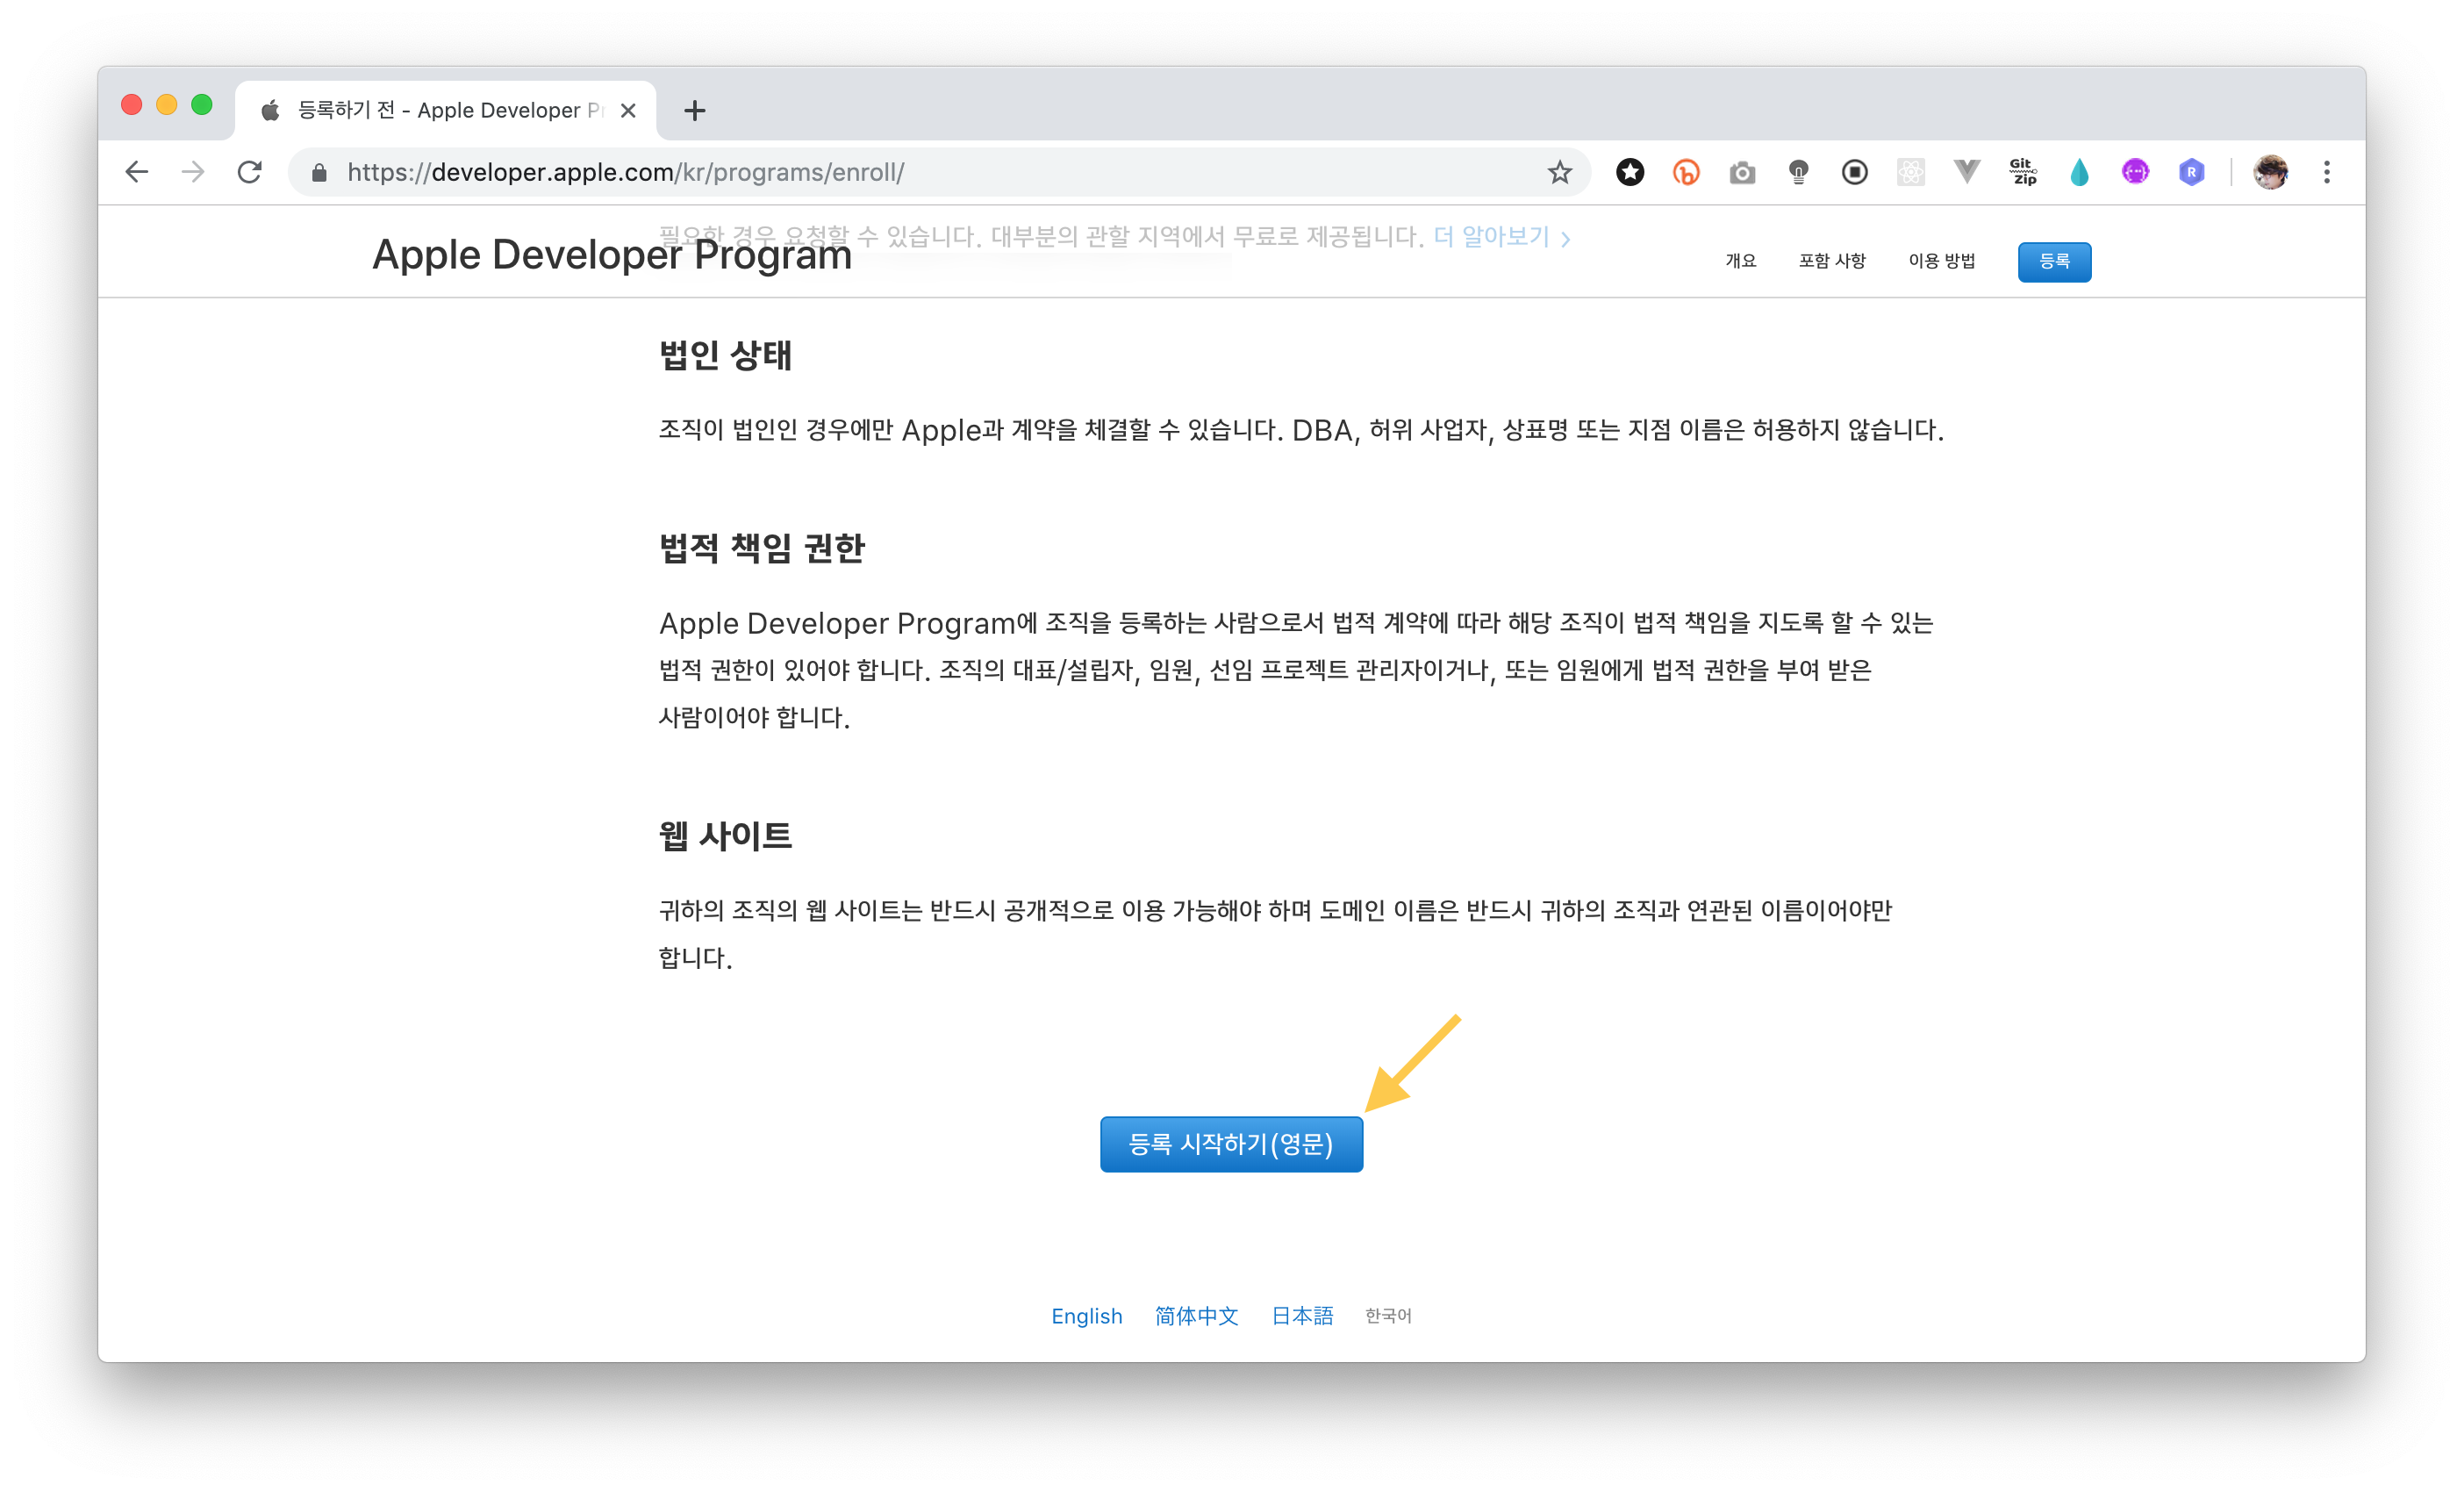 등록하기 전 - Apple Developer Pr
https://developer.apple.com/kr/programs/enroll/
Git
Zip
R
필요한 경우 요청할 수 있습니다. 대부분의 관할 지역에서 무료로 제공됩니다. 더 알아보기 >
Apple Developer Program
개요 포함 사항 이용 방법 등록
법인 상태
조직이 법인인 경우에만 Apple과 계약을 체결할 수 있습니다. DBA, 허위 사업자, 상표명 또는 지점 이름은 허용하지 않습니다.
법적 책임 권한
Apple Developer Program에 조직을 등록하는 사람으로서 법적 계약에 따라 해당 조직이 법적 책임을 지도록 할 수 있는
법적 권한이 있어야 합니다. 조직의 대표/설립자, 임원, 선임 프로젝트 관리자이거나, 또는 임원에게 법적 권한을 부여 받은
사람이어야 합니다.
웹 사이트
귀하의 조직의 웹 사이트는 반드시 공개적으로 이용 가능해야 하며 도메인 이름은 반드시 귀하의 조직과 연관된 이름이어야만
합니다.
등록 시작하기(영문)
English 简体中文 日本語 한국어